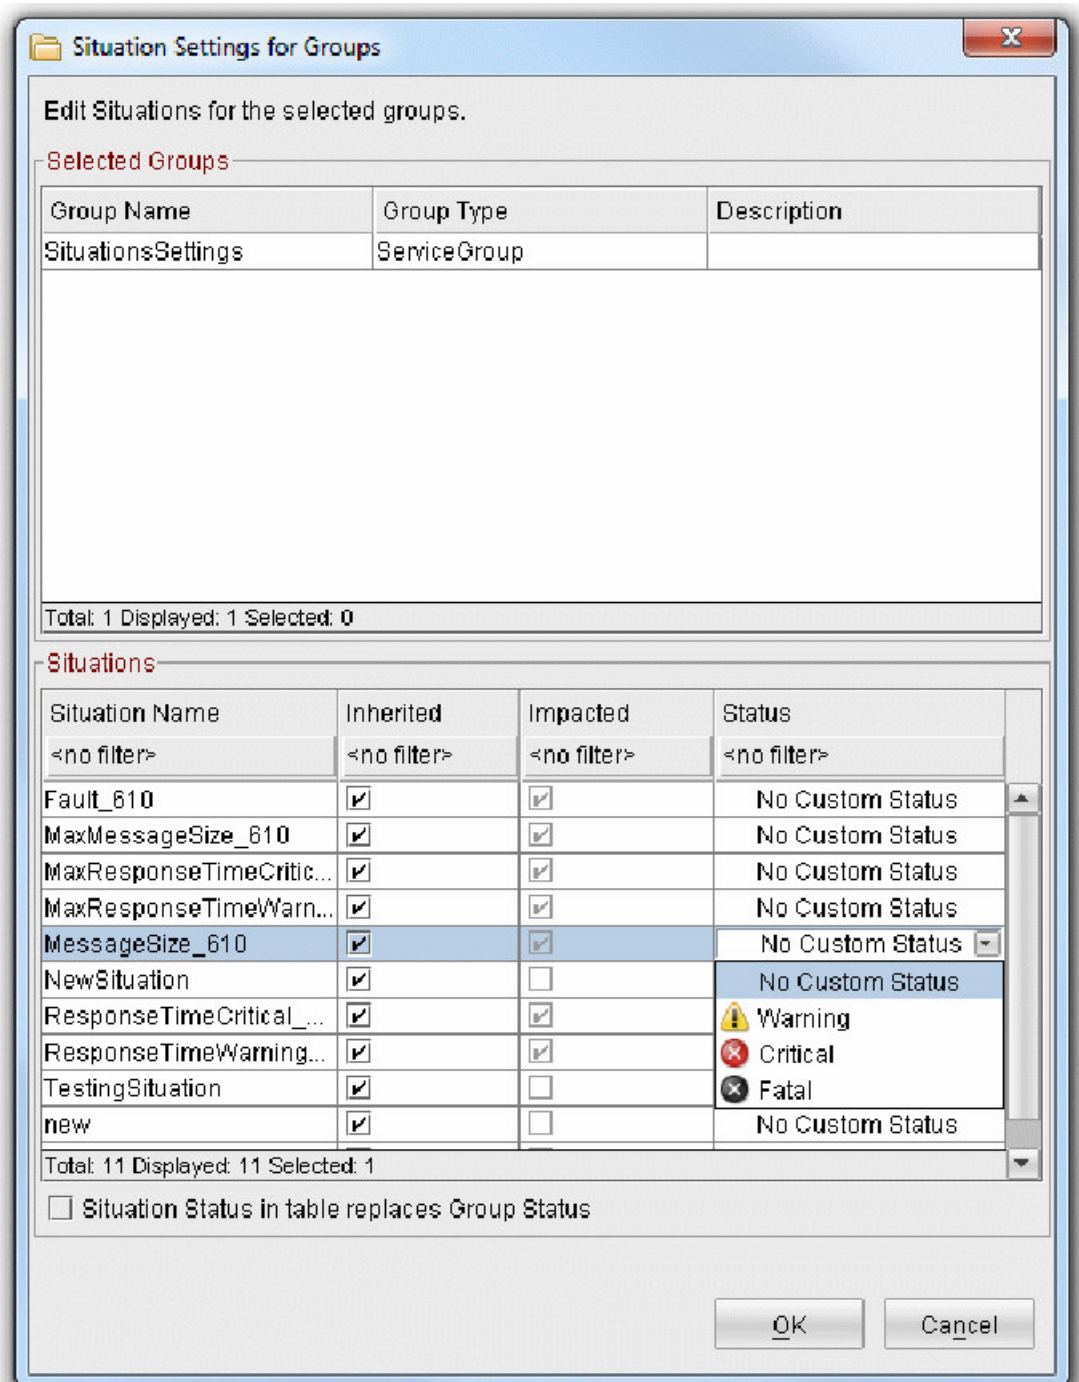 Situation Settings for Groups
Edit Situations for the selected groups.
Selected Groups
Group Name Group Type Description
SituationsSettings ServiceGroup
Total: 1 Displayed: 1 Selected: 0
Situations
Situation Name Inherited Impacted Status
<no filter> <no filter> <no filter> <no filter>
Fault_610 No Custom Status
MaxMessageSize_610 No Custom Status
MaxResponseTimeCritic... No Custom Status
MaxResponseTimeWarn... No Custom Status
MessageSize_610 No Custom Status
NewSituation No Custom Status
ResponseTimeCritical_... Warning
ResponseTimeWarning... Critical
TestingSituation Fatal
new No Custom Status
Total: 11 Displayed: 11 Selected: 1
Situation Status in table replaces Group Status
OK Cancel